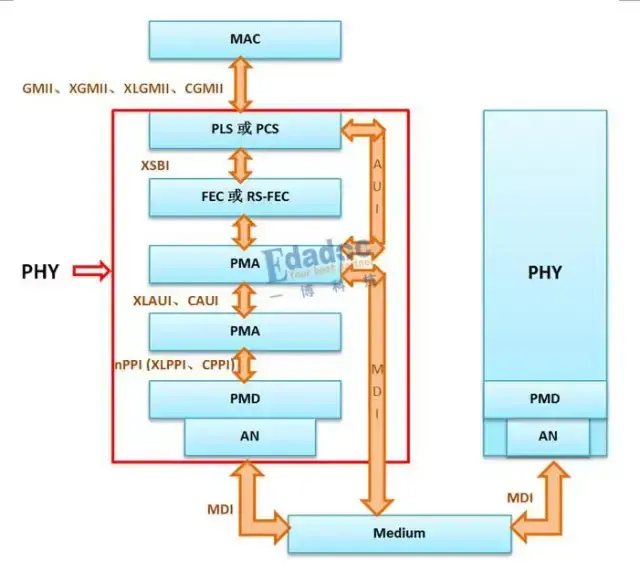 MAC
GMII、XGMII、XLGMII、CGMII
PLS 或 PCS
XSBI
AUI
FEC 或 RS-FEC
PMA
Edadoc
Your best partner
一博科技
PHY
PHY
XLAUI、CAUI
PMA
MDI
nPPI (XLPPI、CPPI)
PMD
PMD
AN
AN
MDI
MDI
Medium